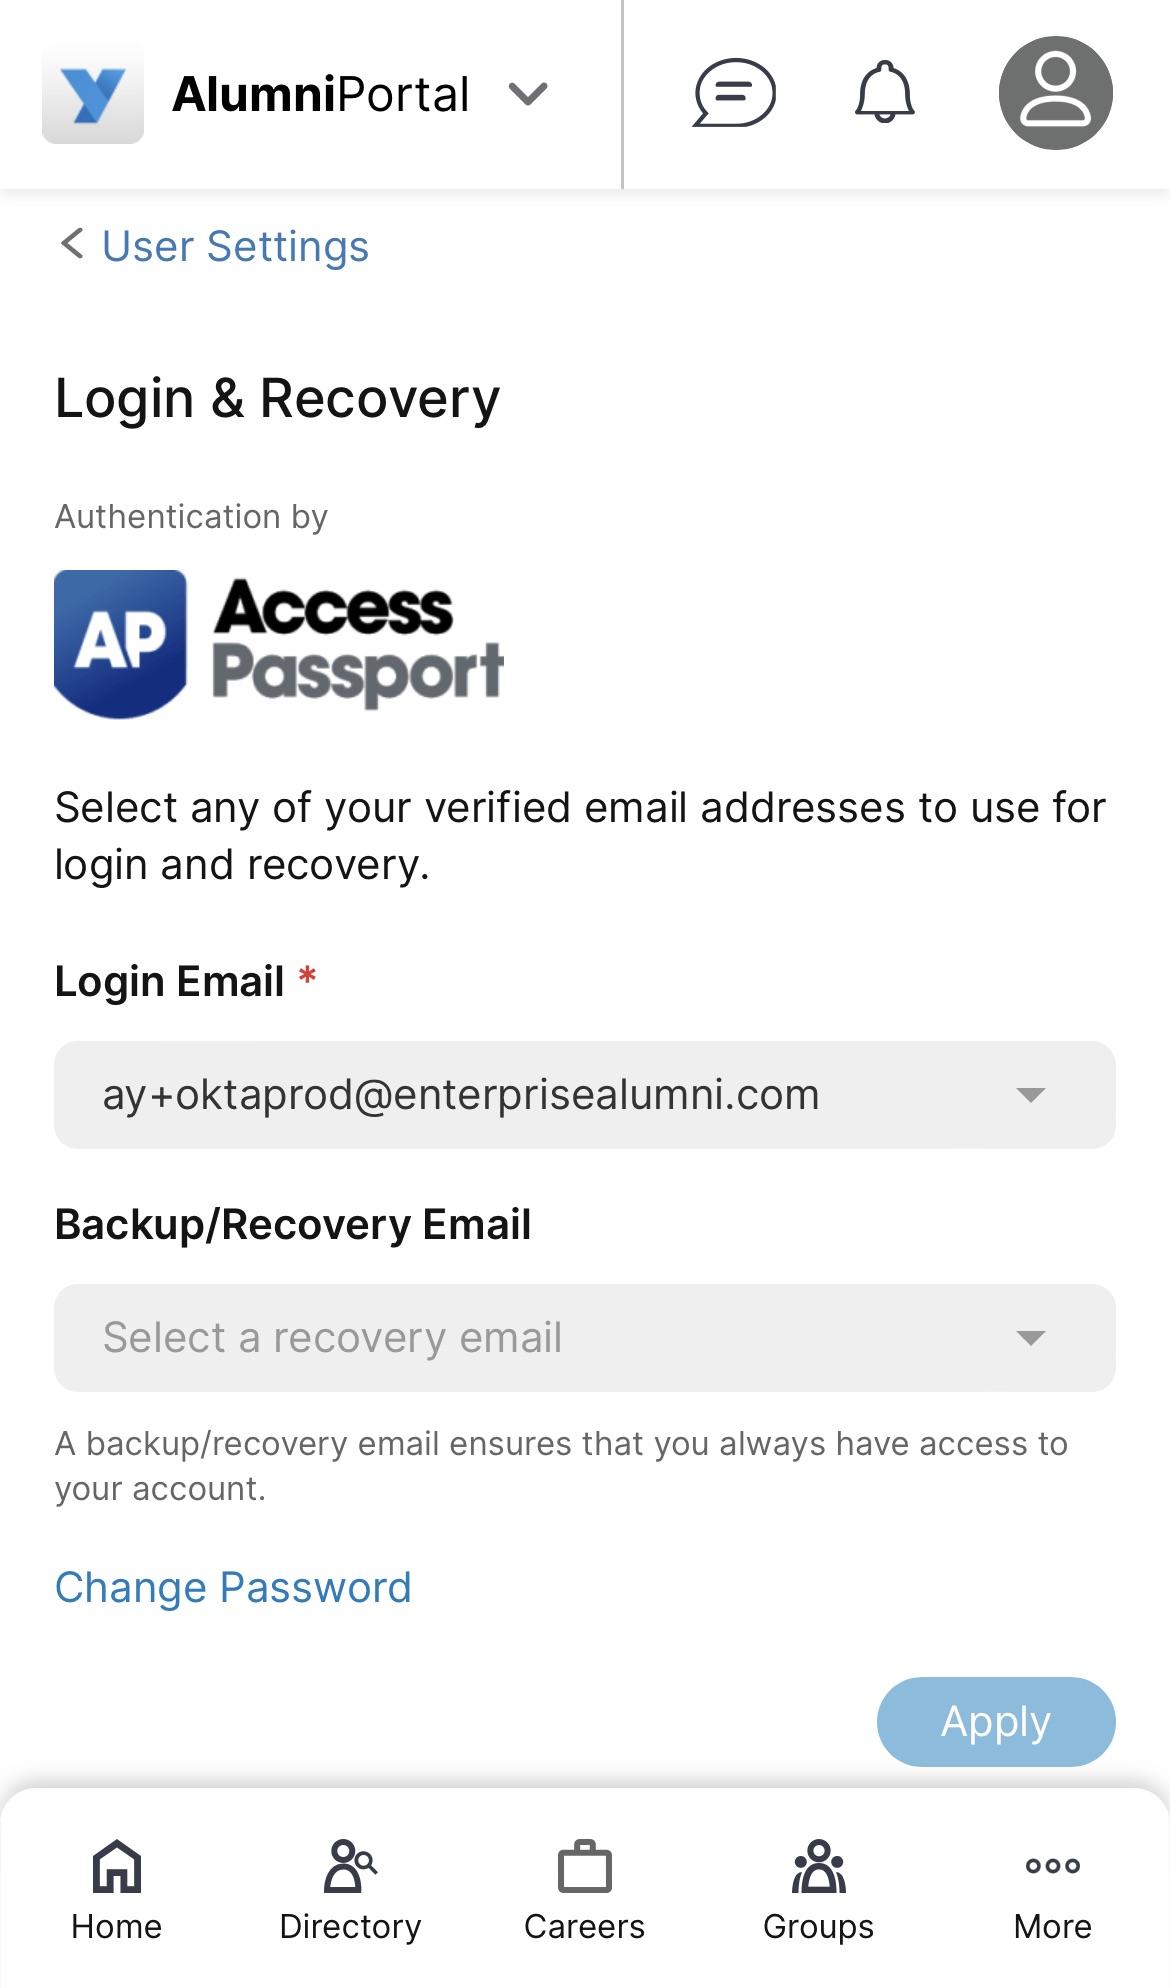 AlumniPortal
User Settings
Login & Recovery
Authentication by
AP
Access
Passport
Select any of your verified email addresses to use for
login and recovery.
Login Email *
ay+oktaprod@enterprisealumni.com
Backup/Recovery Email
Select a recovery email
A backup/recovery email ensures that you always have access to
your account.
Change Password
Apply
Home Directory Careers Groups More